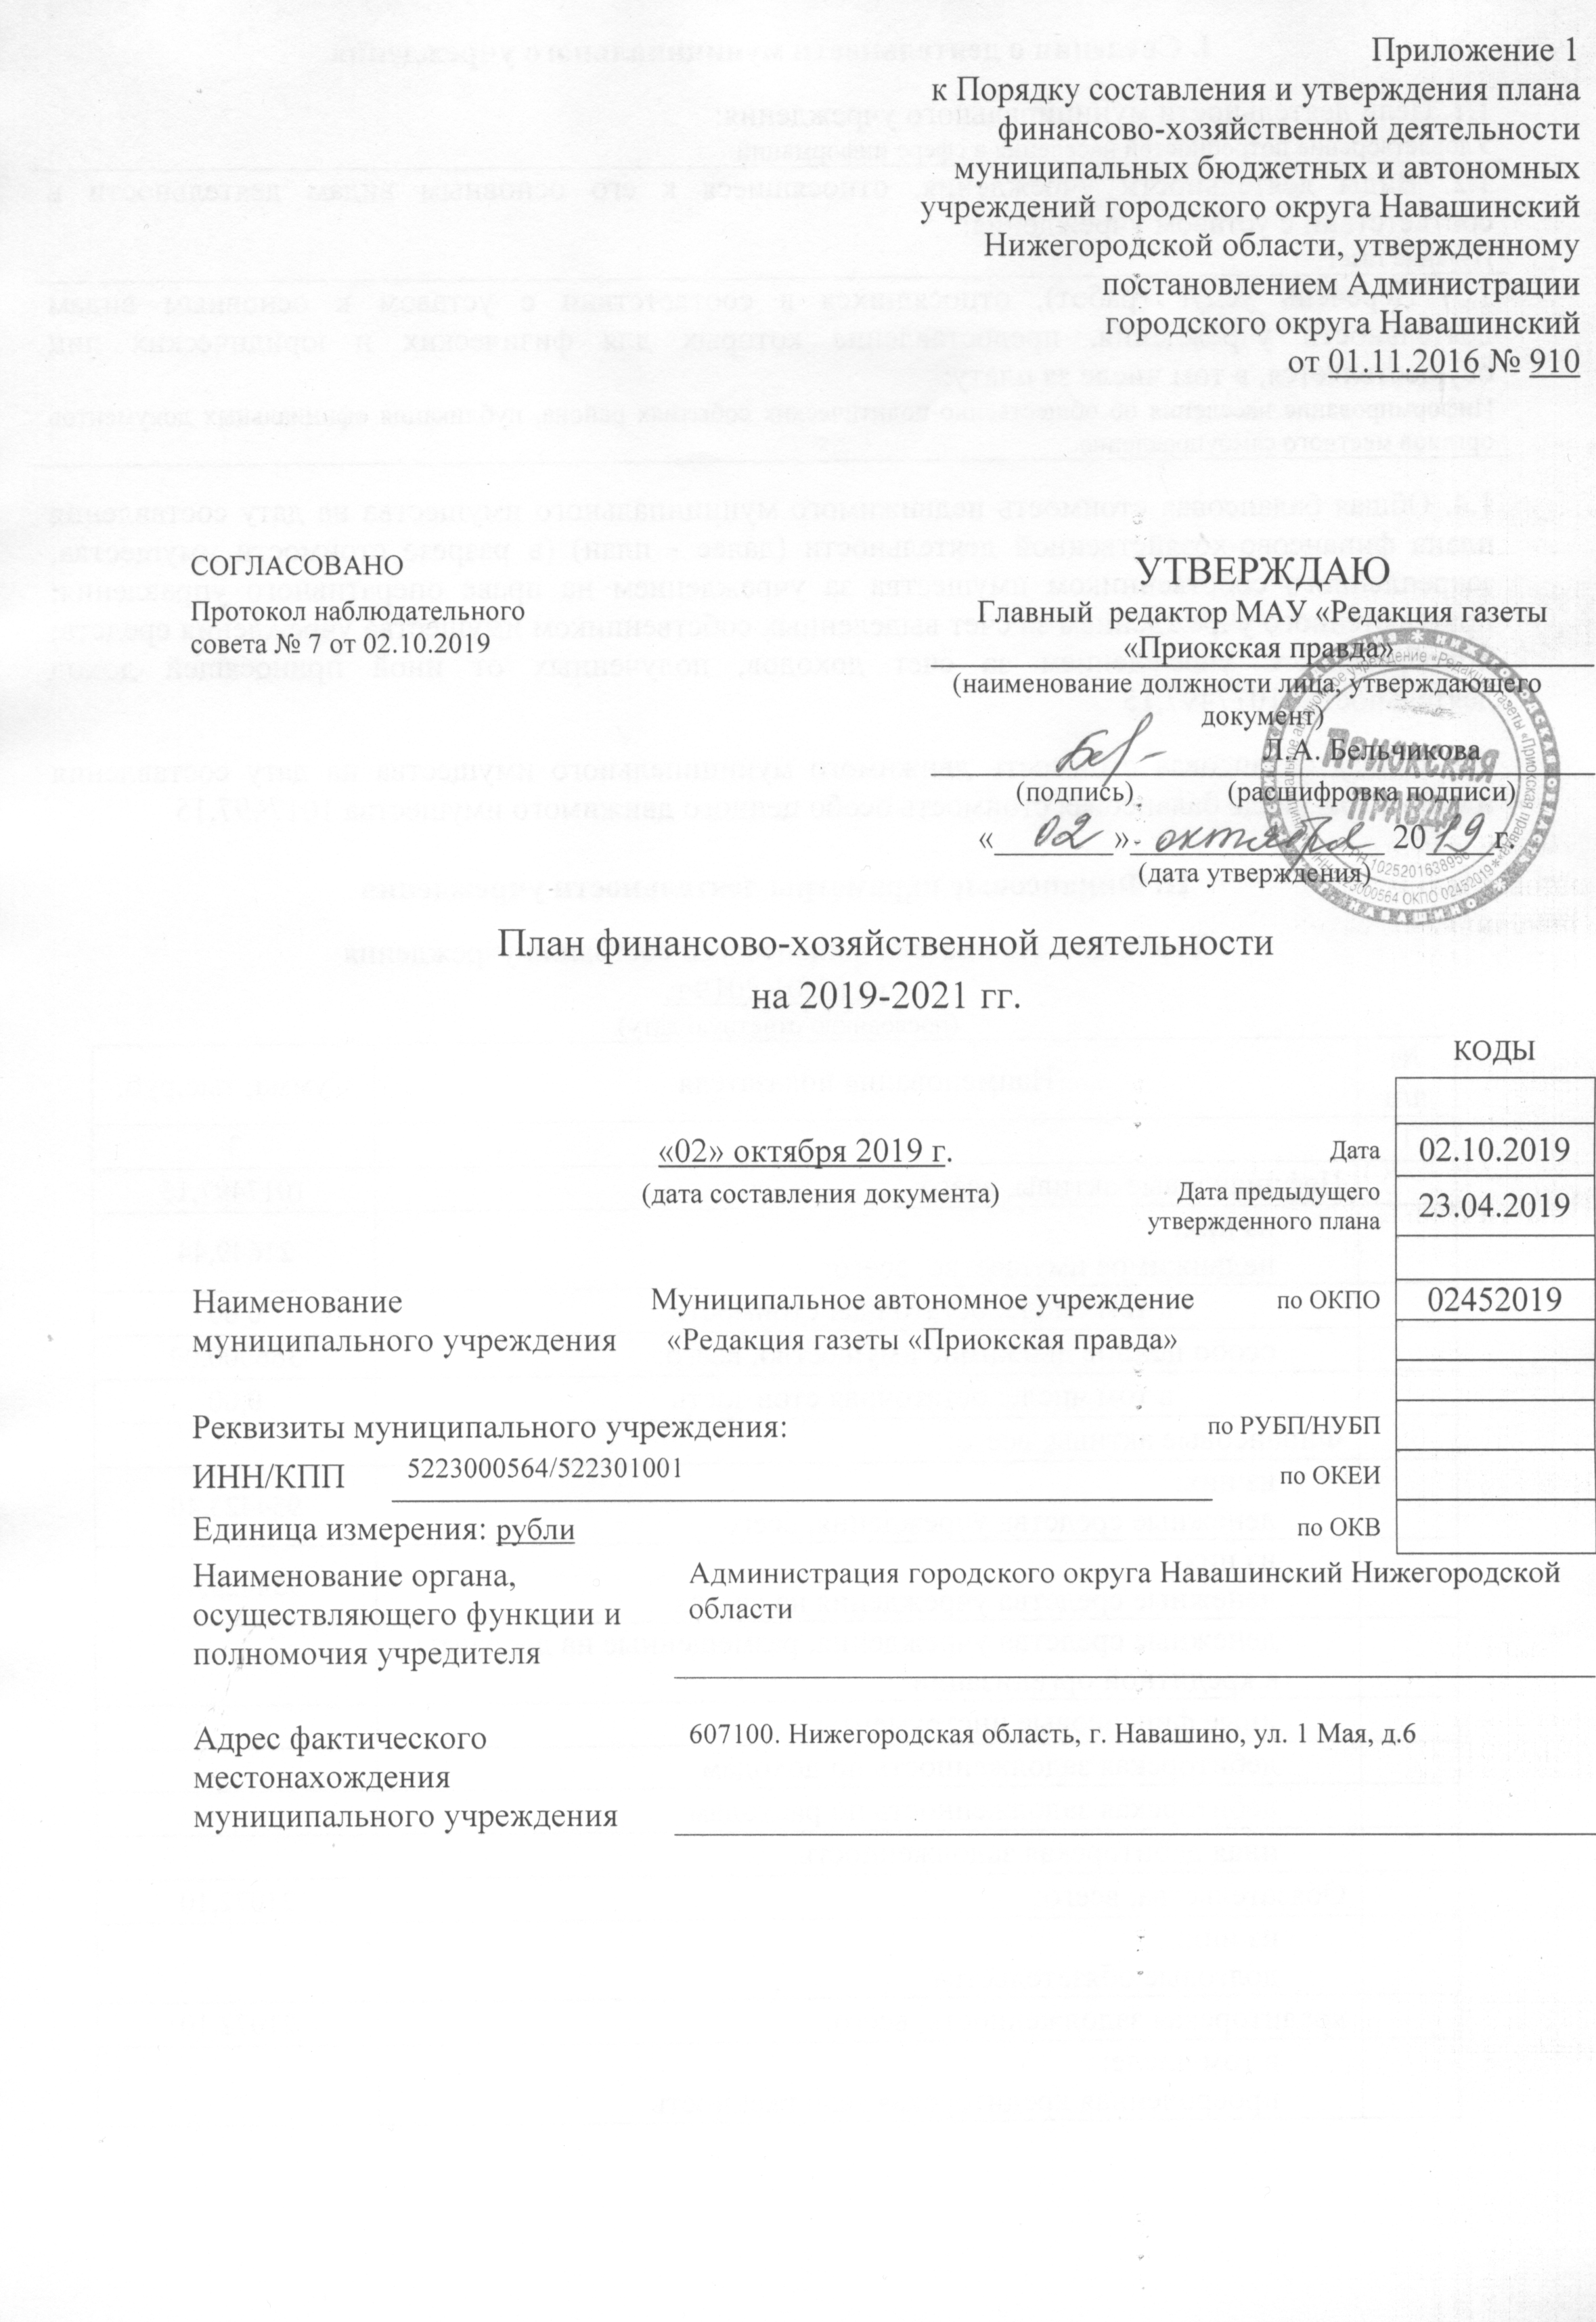 Приложение 1
к Порядку составления и утверждения плана
финансово-хозяйственной деятельности
муниципальных бюджетных и автономных
учреждений городского округа Навашинский
Нижегородской области, утвержденному
постановлением Администрации
городского округа Навашинский
от 01.11.2016 № 910
СОГЛАСОВАНО
Протокол наблюдательного
совета № 7 от 02.10.2019
УТВЕРЖДАЮ
Главный редактор МАУ «Редакция газеты
«Приокская правда»
(наименование должности лица, утверждающего
документ)
Л.А. Бельчикова
(подпись) (расшифровка подписи)
«02» октября 2019г.
(дата утверждения)
ПРИОКСКАЯ
ПРАВДА
План финансово-хозяйственной деятельности
на 2019-2021 гг.
КОДЫ
«02» октября 2019 г. Дата 02.10.2019
(дата составления документа) Дата предыдущего
утвержденного плана 23.04.2019
Наименование Муниципальное автономное учреждение по ОКПО 02452019
муниципального учреждения «Редакция газеты «Приокская правда»
Реквизиты муниципального учреждения: по РУБП/НУБП
ИНН/КПП 5223000564/522301001 по ОКЕИ
Единица измерения: рубли по ОКВ
Наименование органа, Администрация городского округа Навашинский Нижегородской
осуществляющего функции и области
полномочия учредителя
Адрес фактического 607100. Нижегородская область, г. Навашино, ул. 1 Мая, д.6
местонахождения
муниципального учреждения